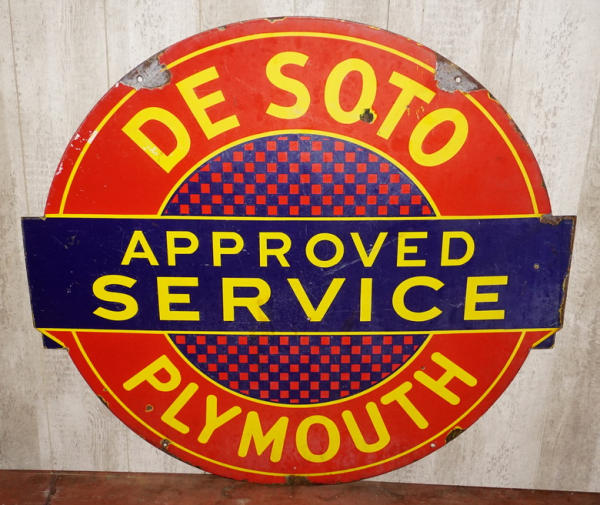 DE SOTO
APPROVED
SERVICE
PLYMOUTH